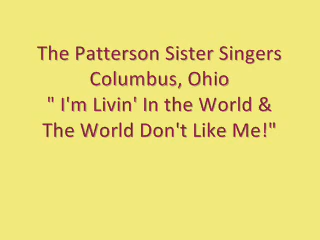 The Patterson Sister Singers
Columbus, Ohio
" I'm Livin' In the World &
The World Don't Like Me!"